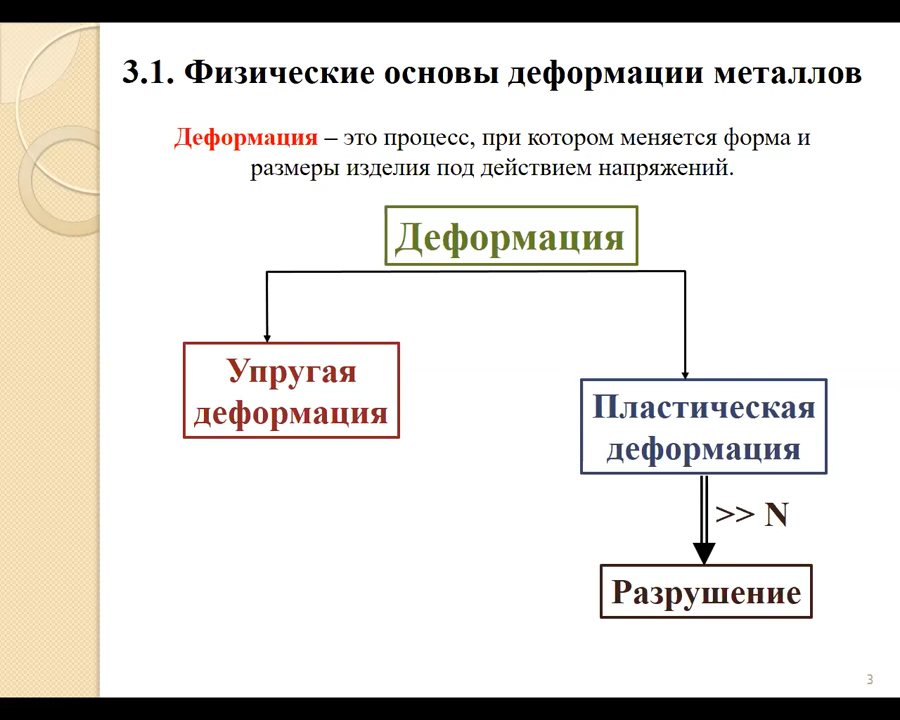 3.1. Физические основы деформации металлов
Деформация – это процесс, при котором меняется форма и
размеры изделия под действием напряжений.
Деформация
Упругая
деформация
Пластическая
деформация
>> N
Разрушение
3